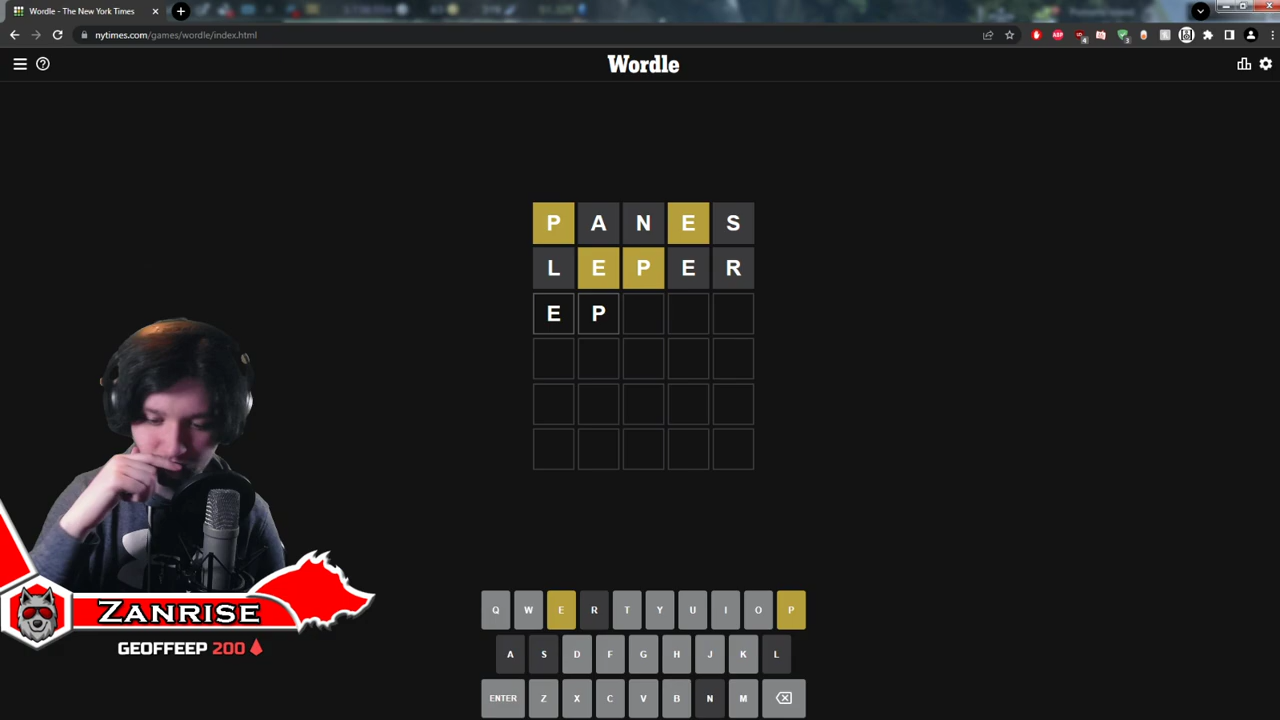 Wordle - The New York Times
nytimes.com/games/wordle/index.html
Wordle
P A N E S
L E P E R
E P
Q W E R T Y U I O P
A S D F G H J K L
ENTER Z X C V B N M
ZANRISE
GEOFFEEP 200